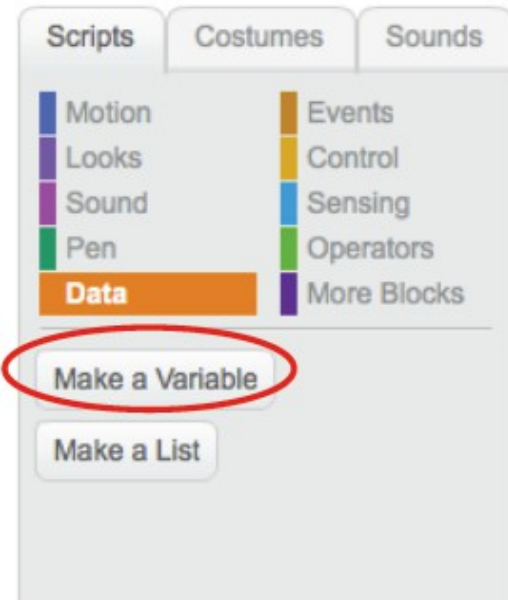 Scripts Costumes Sounds
Motion Events
Looks Control
Sound Sensing
Pen Operators
Data More Blocks
Make a Variable
Make a List